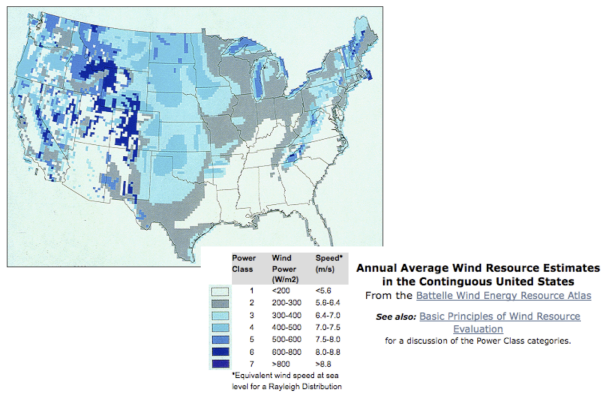 Power Wind Speed*
Class Power (m/s)
(W/m2)
1 <200 <5.6
2 200-300 5.6-6.4
3 300-400 6.4-7.0
4 400-500 7.0-7.5
5 500-600 7.5-8.0
6 600-800 8.0-8.8
7 >800 >8.8
*Equivalent wind speed at sea
level for a Rayleigh Distribution
Annual Average Wind Resource Estimates
in the Continguous United States
From the Battelle Wind Energy Resource Atlas
See also: Basic Principles of Wind Resource
Evaluation
for a discussion of the Power Class categories.